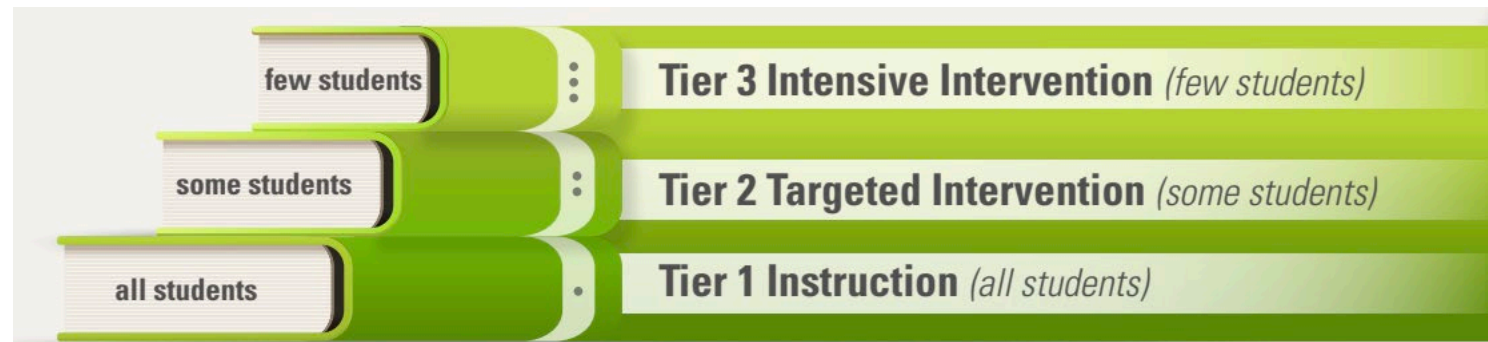 few students
Tier 3 Intensive Intervention (few students)
some students
Tier 2 Targeted Intervention (some students)
all students
Tier 1 Instruction (all students)